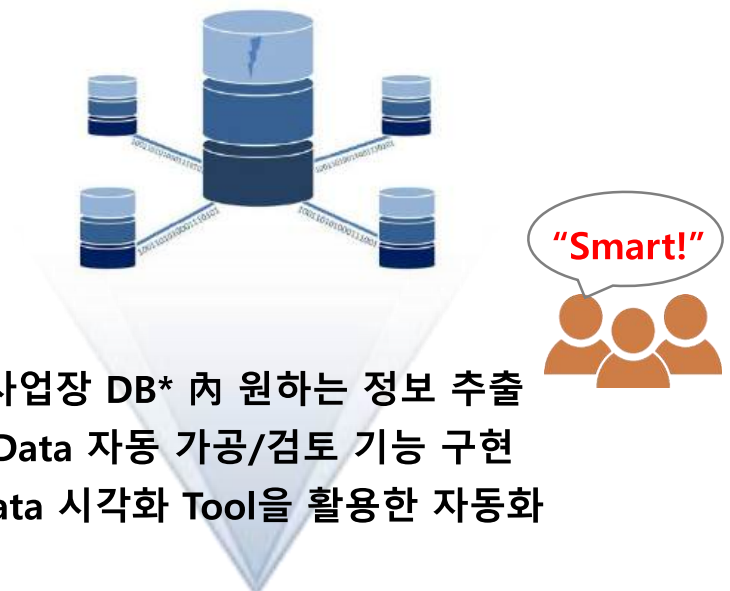 “Smart!”
사업장 DB* 內 원하는 정보 추출
Data 자동 가공/검토 기능 구현
ata 시각화 Tool을 활용한 자동화